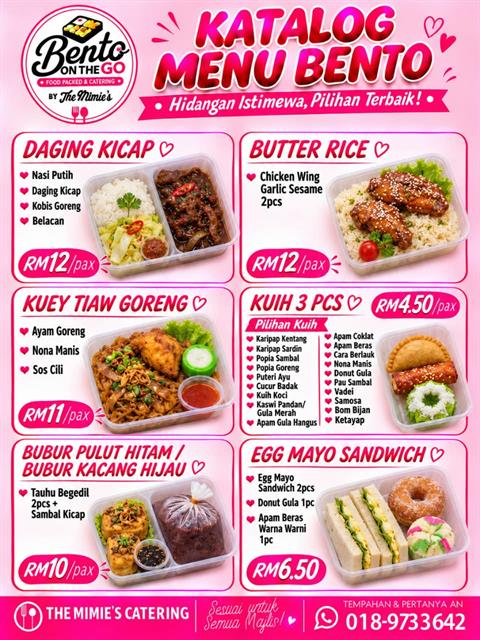 Bento
ON THE GO
FOOD PACKED & CATERING
BY The Mimie's
KATALOG
MENU BENTO
Hidangan Istimewa, Pilihan Terbaik!
DAGING KICAP
Nasi Putih
Daging Kicap
Kobis Goreng
Belacan
RM12/pax
BUTTER RICE
Chicken Wing
Garlic Sesame
2pcs
RM12/pax
KUEY TIAW GORENG
Ayam Goreng
Nona Manis
Sos Cili
RM11/pax
KUIH 3 PCS
RM4.50/pax
Pilihan Kuih
Karipap Kentang
Karipap Sardin
Popia Sambal
Popia Goreng
Puteri Ayu
Cucur Badak
Kuih Koci
Kaswi Pandan/
Gula Merah
Apam Gula Hangus
Apam Coklat
Apam Beras
Cara Berlauk
Nona Manis
Donut Gula
Pau Sambal
Vadei
Samosa
Bom Bijan
Ketayap
BUBUR PULUT HITAM /
BUBUR KACANG HIJAU
Tauhu Begedil
2pcs +
Sambal Kicap
RM10/pax
EGG MAYO SANDWICH
Egg Mayo
Sandwich 2pcs
Donut Gula 1pc
Apam Beras
Warna Warni
1pc
RM6.50
THE MIMIE'S CATERING
Sesuai untuk
Semua Majlis!
TEMPAHAN & PERTANYA AN
018-9733642